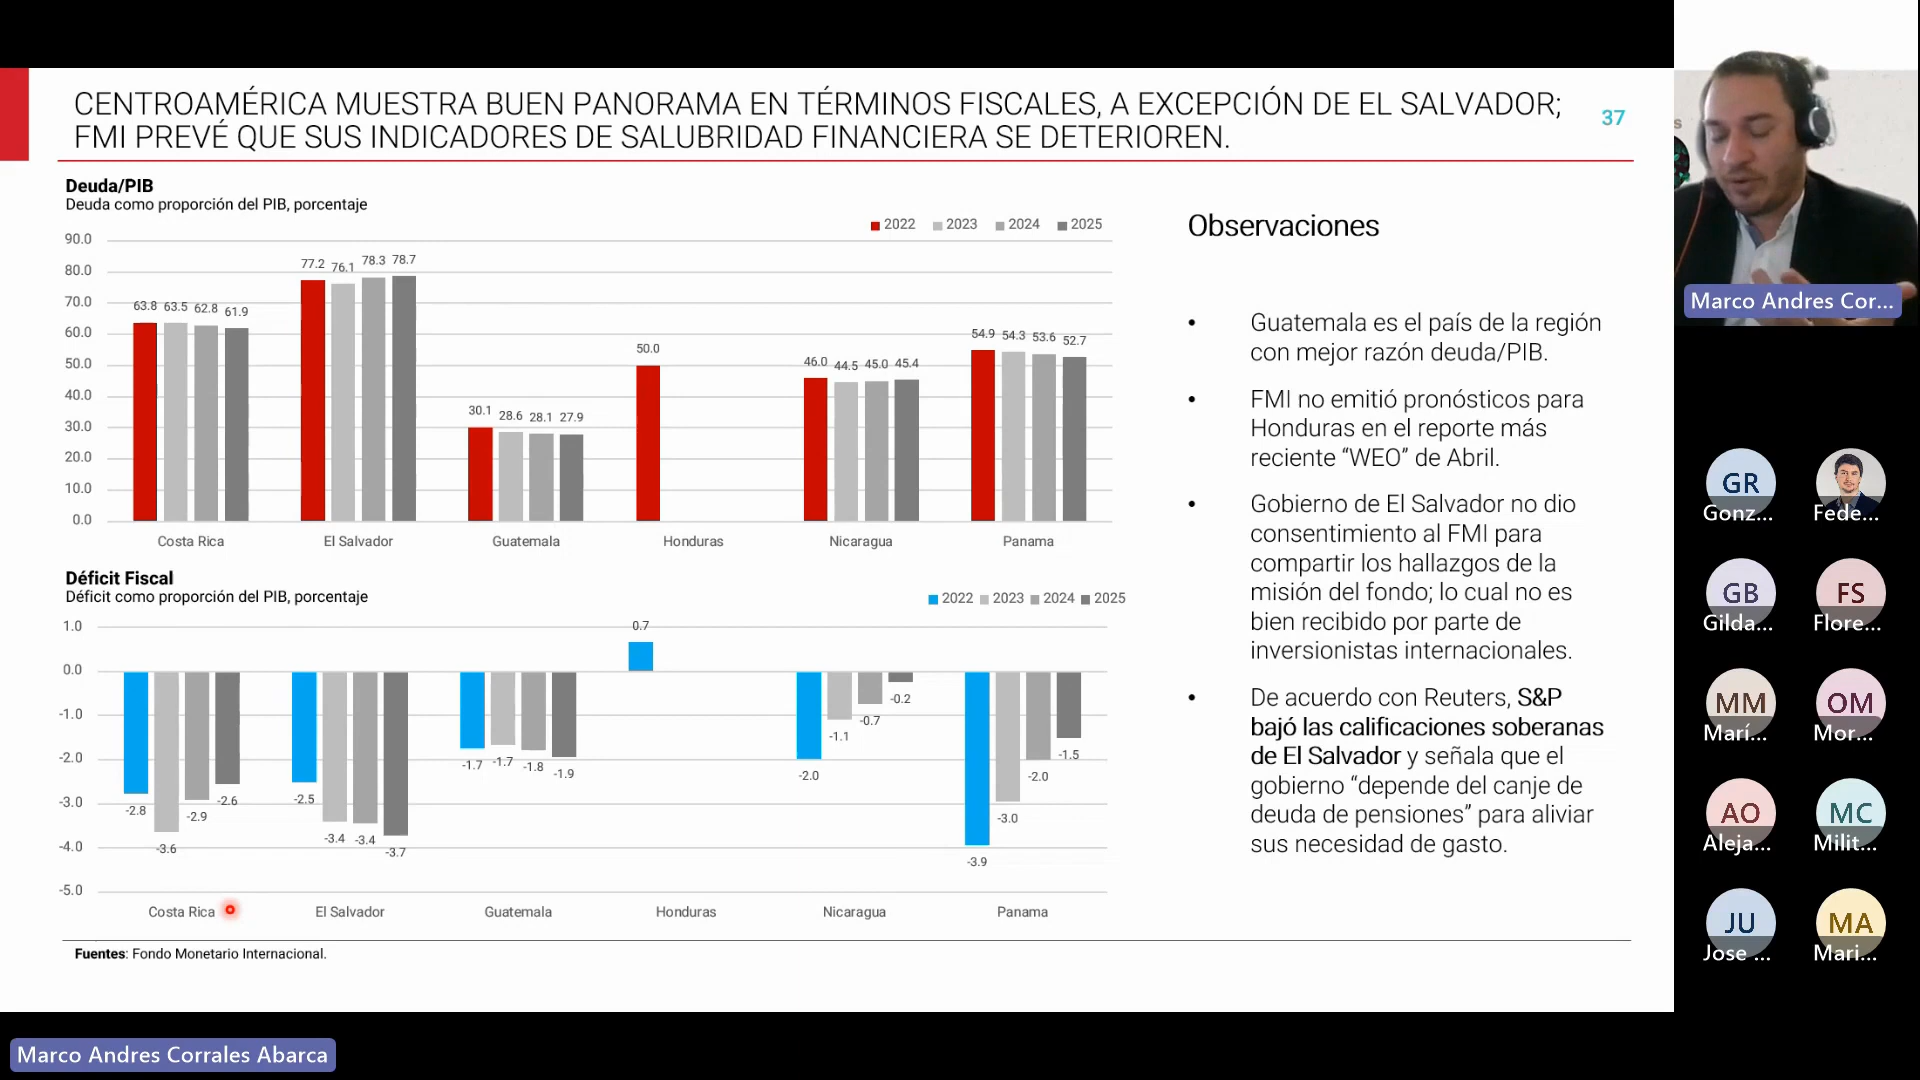 CENTROAMÉRICA MUESTRA BUEN PANORAMA EN TÉRMINOS FISCALES, A EXCEPCIÓN DE EL SALVADOR;
FMI PREVÉ QUE SUS INDICADORES DE SALUBRIDAD FINANCIERA SE DETERIOREN.
37
Deuda/PIB
Deuda como proporción del PIB, porcentaje
2022 2023 2024 2025
90.0
80.0
70.0
60.0
50.0
40.0
30.0
20.0
10.0
0.0
63.8 63.5 62.8 61.9
77.2 76.1 78.3 78.7
30.1 28.6 28.1 27.9
50.0
46.0 44.5 45.0 45.4
54.9 54.3 53.6 52.7
Costa Rica El Salvador Guatemala Honduras Nicaragua Panama
Déficit Fiscal
Déficit como proporción del PIB, porcentaje
2022 2023 2024 2025
1.0
0.0
-1.0
-2.0
-3.0
-4.0
-5.0
-2.8 -3.6 -2.9 -2.6
-2.5 -3.4 -3.4 -3.7
-1.7 -1.7 -1.8 -1.9
0.7
-2.0 -1.1 -0.7 -0.2
-3.9 -3.0 -2.0 -1.5
Costa Rica El Salvador Guatemala Honduras Nicaragua Panama
Fuentes: Fondo Monetario Internacional.
Observaciones
• Guatemala es el país de la región
con mejor razón deuda/PIB.
• FMI no emitió pronósticos para
Honduras en el reporte más
reciente “WEO” de Abril.
• Gobierno de El Salvador no dio
consentimiento al FMI para
compartir los hallazgos de la
misión del fondo; lo cual no es
bien recibido por parte de
inversionistas internacionales.
• De acuerdo con Reuters, S&P
bajó las calificaciones soberanas
de El Salvador y señala que el
gobierno “depende del canje de
deuda de pensiones” para aliviar
sus necesidad de gasto.
s
Marco Andres Cor...
GR
Gonz...
Fede...
GB
Gilda...
FS
Flore...
MM
Marí...
OM
Mor...
AO
Aleja...
MC
Milit...
JU
Jose ...
MA
Mari...
Marco Andres Corrales Abarca